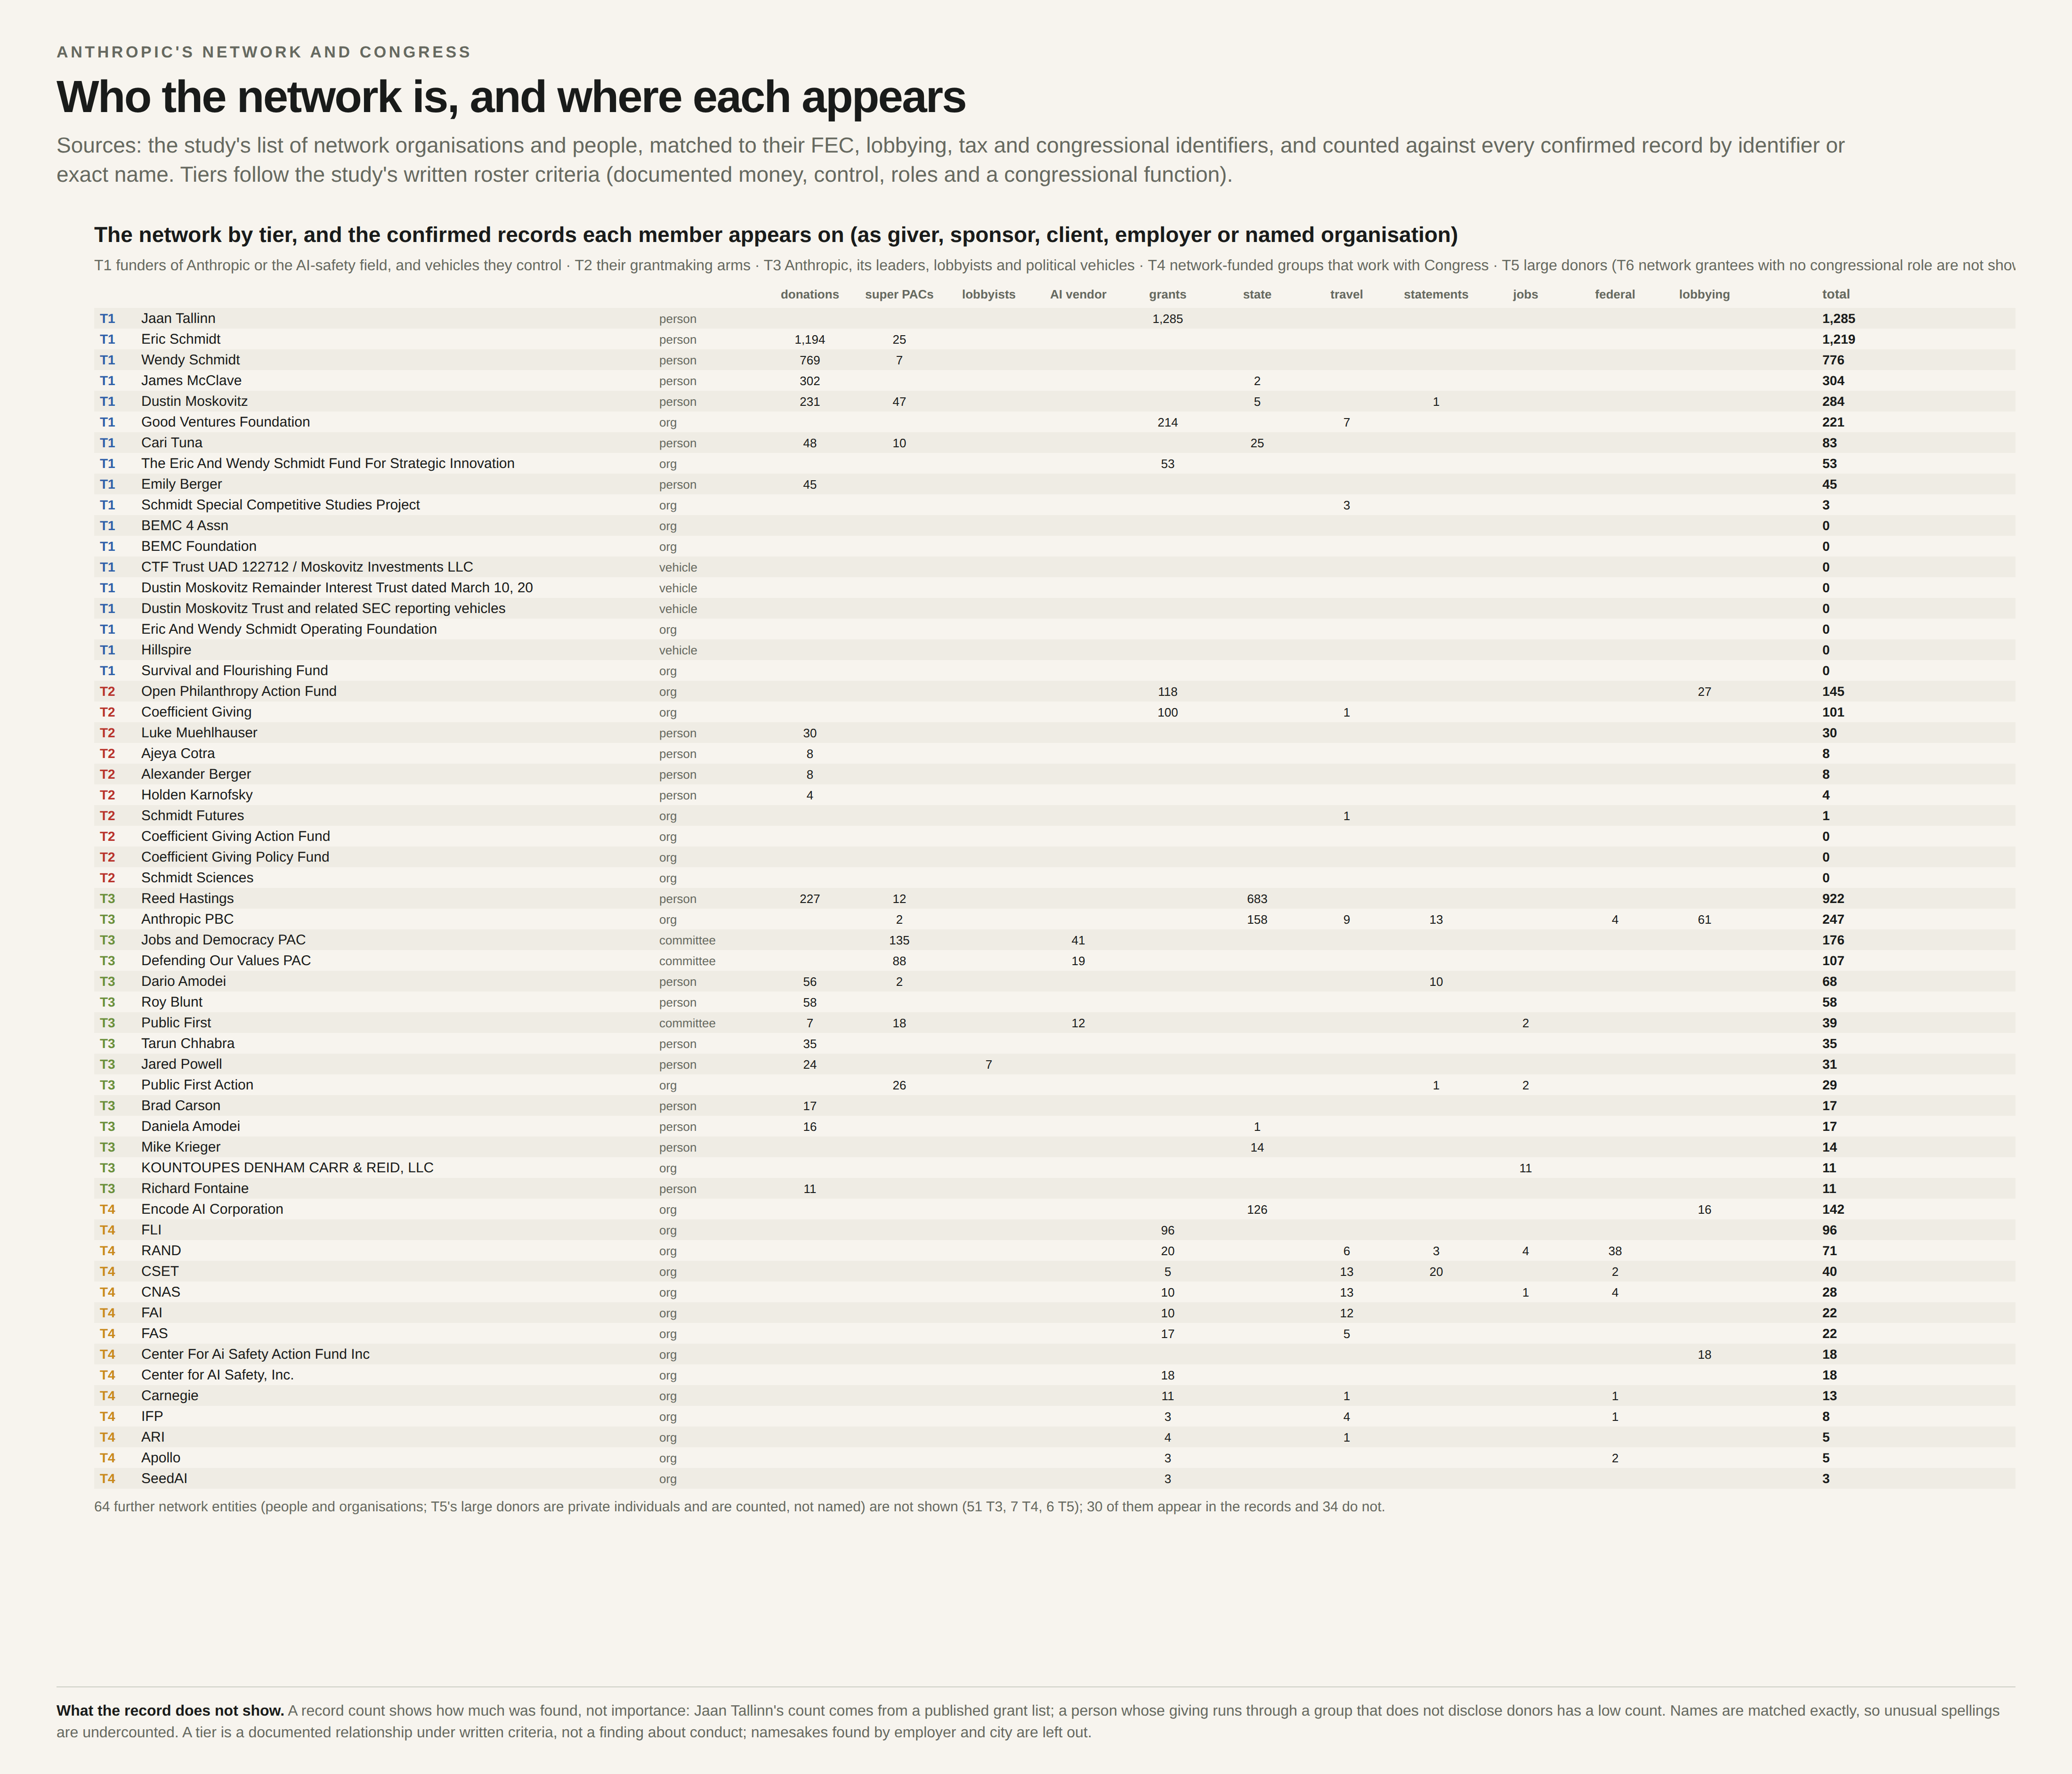 ANTHROPIC'S NETWORK AND CONGRESS
Who the network is, and where each appears
Sources: the study's list of network organisations and people, matched to their FEC, lobbying, tax and congressional identifiers, and counted against every confirmed record by identifier or
exact name. Tiers follow the study's written roster criteria (documented money, control, roles and a congressional function).
The network by tier, and the confirmed records each member appears on (as giver, sponsor, client, employer or named organisation)
T1 funders of Anthropic or the AI-safety field, and vehicles they control · T2 their grantmaking arms · T3 Anthropic, its leaders, lobbyists and political vehicles · T4 network-funded groups that work with Congress · T5 large donors (T6 network grantees with no congressional role are not
donations super PACs lobbyists AI vendor grants state travel statements jobs federal lobbying total
T1 Jaan Tallinn person 1,285 1,285
T1 Eric Schmidt person 1,194 25 1,219
T1 Wendy Schmidt person 769 7 776
T1 James McClave person 302 2 304
T1 Dustin Moskovitz person 231 47 5 1 284
T1 Good Ventures Foundation org 214 7 221
T1 Cari Tuna person 48 10 25 83
T1 The Eric And Wendy Schmidt Fund For Strategic Innovation org 53 53
T1 Emily Berger person 45 45
T1 Schmidt Special Competitive Studies Project org 3 3
T1 BEMC 4 Assn org 0
T1 BEMC Foundation org 0
T1 CTF Trust UAD 122712 / Moskovitz Investments LLC vehicle 0
T1 Dustin Moskovitz Remainder Interest Trust dated March 10, 20 vehicle 0
T1 Dustin Moskovitz Trust and related SEC reporting vehicles vehicle 0
T1 Eric And Wendy Schmidt Operating Foundation org 0
T1 Hillspire vehicle 0
T1 Survival and Flourishing Fund org 0
T2 Open Philanthropy Action Fund org 118 27 145
T2 Coefficient Giving org 100 1 101
T2 Luke Muehlhauser person 30 30
T2 Ajeya Cotra person 8 8
T2 Alexander Berger person 8 8
T2 Holden Karnofsky person 4 4
T2 Schmidt Futures org 1 1
T2 Coefficient Giving Action Fund org 0
T2 Coefficient Giving Policy Fund org 0
T2 Schmidt Sciences org 0
T3 Reed Hastings person 227 12 683 922
T3 Anthropic PBC org 2 158 9 13 4 61 247
T3 Jobs and Democracy PAC committee 135 41 176
T3 Defending Our Values PAC committee 88 19 107
T3 Dario Amodei person 56 2 10 68
T3 Roy Blunt person 58 58
T3 Public First committee 7 18 12 2 39
T3 Tarun Chhabra person 35 35
T3 Jared Powell person 24 7 31
T3 Public First Action org 26 1 2 29
T3 Brad Carson person 17 17
T3 Daniela Amodei person 16 1 17
T3 Mike Krieger person 14 14
T3 KOUNTOUPES DENHAM CARR & REID, LLC org 11 11
T3 Richard Fontaine person 11 11
T4 Encode AI Corporation org 126 16 142
T4 FLI org 96 96
T4 RAND org 20 6 3 4 38 71
T4 CSET org 5 13 20 2 40
T4 CNAS org 10 13 1 4 28
T4 FAI org 10 12 22
T4 FAS org 17 5 22
T4 Center For Ai Safety Action Fund Inc org 18 18
T4 Center for AI Safety, Inc. org 18 18
T4 Carnegie org 11 1 1 13
T4 IFP org 3 4 1 8
T4 ARI org 4 1 5
T4 Apollo org 3 2 5
T4 SeedAI org 3 3
64 further network entities (people and organisations; T5's large donors are private individuals and are counted, not named) are not shown (51 T3, 7 T4, 6 T5); 30 of them appear in the records and 34 do not.
What the record does not show. A record count shows how much was found, not importance: Jaan Tallinn's count comes from a published grant list; a person whose giving runs through a group that does not disclose donors has a low count. Names are matched exactly, so unusual spellings
are undercounted. A tier is a documented relationship under written criteria, not a finding about conduct; namesakes found by employer and city are left out.